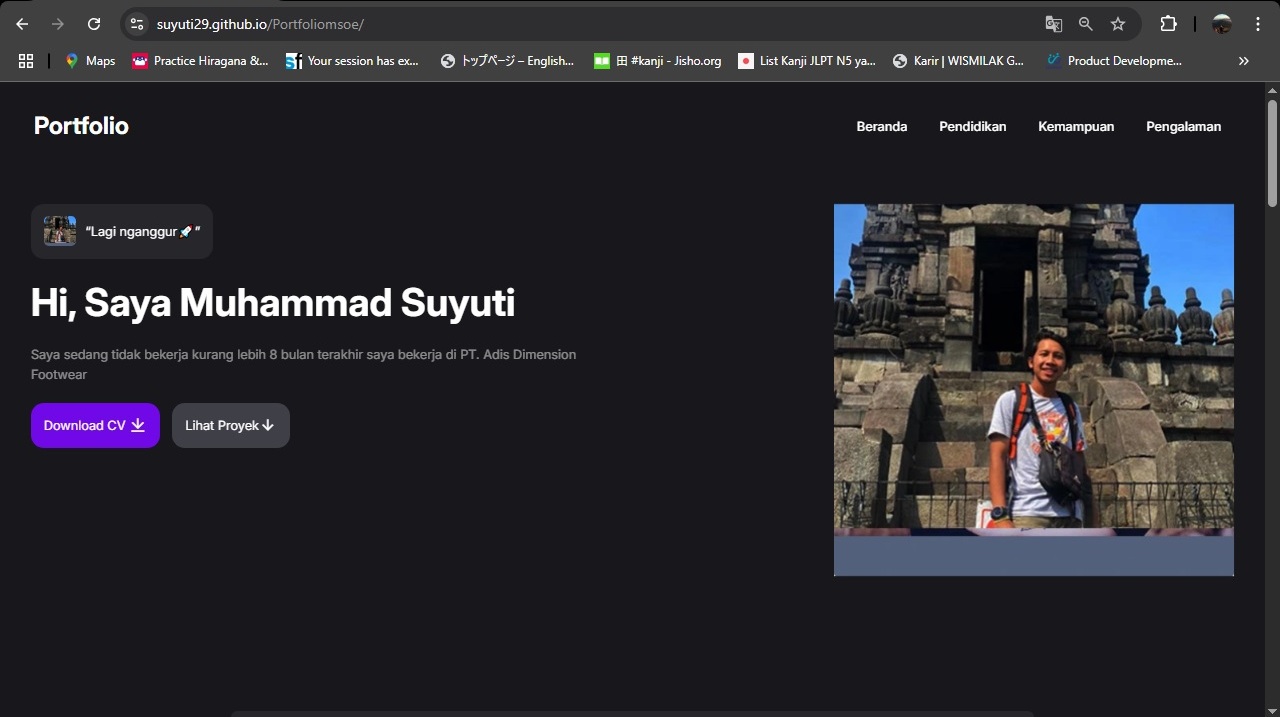 suyuti29.github.io/Portfoliomsoe/
Maps
Practice Hiragana &...
Your session has ex...
トップページ – English...
田 #kanji - Jisho.org
List Kanji JLPT N5 ya...
Karir | WISMILAK G...
Product Developme...
Portfolio
Beranda
Pendidikan
Kemampuan
Pengalaman
“Lagi nganggur🚀”
Hi, Saya Muhammad Suyuti
Saya sedang tidak bekerja kurang lebih 8 bulan terakhir saya bekerja di PT. Adis Dimension
Footwear
Download CV
Lihat Proyek